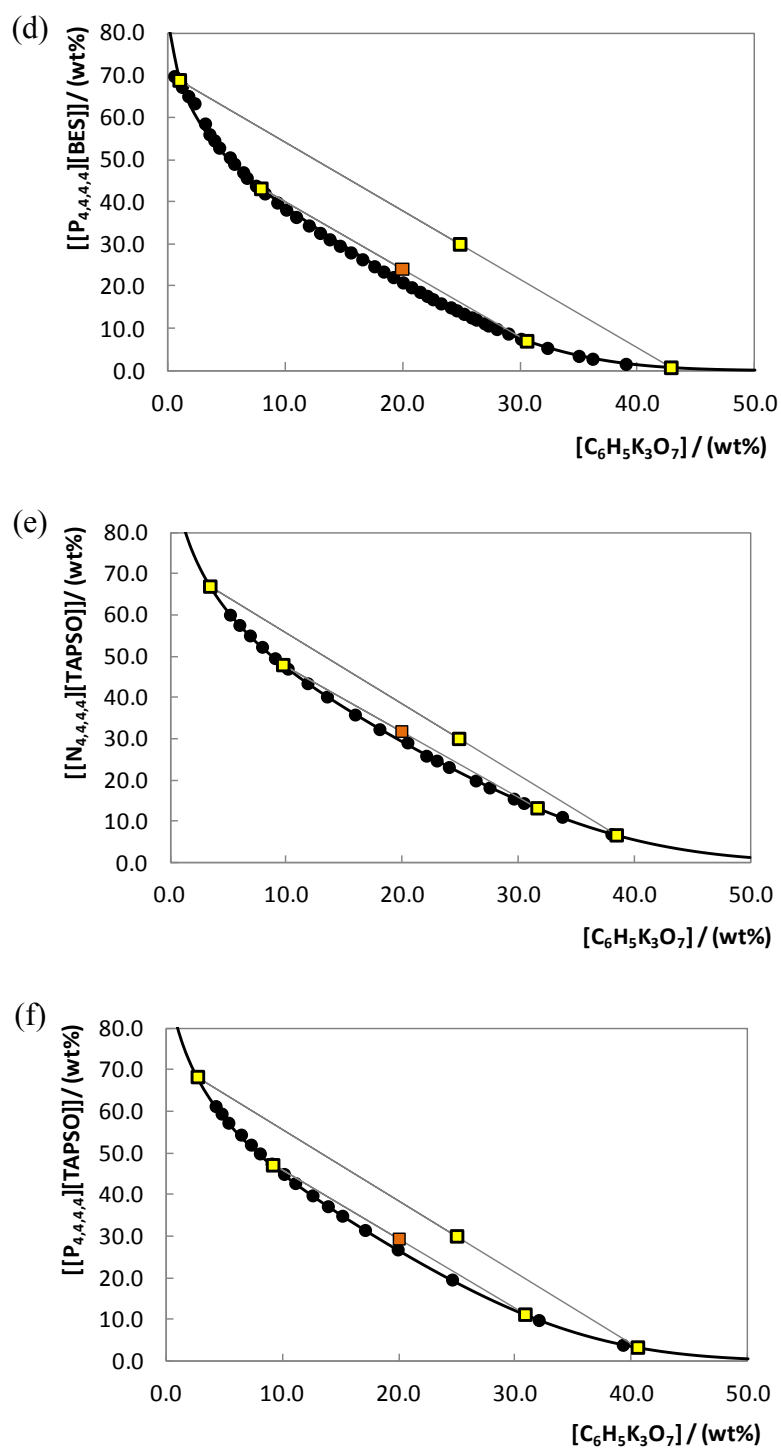 (d)
[[P4,4,4,4][BES]]/ (wt%)
80.0
70.0
60.0
50.0
40.0
30.0
20.0
10.0
0.0
0.0 10.0 20.0 30.0 40.0 50.0
[C6H5K3O7] / (wt%)
(e)
[[N4,4,4,4][TAPSO]]/ (wt%)
80.0
70.0
60.0
50.0
40.0
30.0
20.0
10.0
0.0
0.0 10.0 20.0 30.0 40.0 50.0
[C6H5K3O7] / (wt%)
(f)
[[P4,4,4,4][TAPSO]]/ (wt%)
80.0
70.0
60.0
50.0
40.0
30.0
20.0
10.0
0.0
0.0 10.0 20.0 30.0 40.0 50.0
[C6H5K3O7] / (wt%)